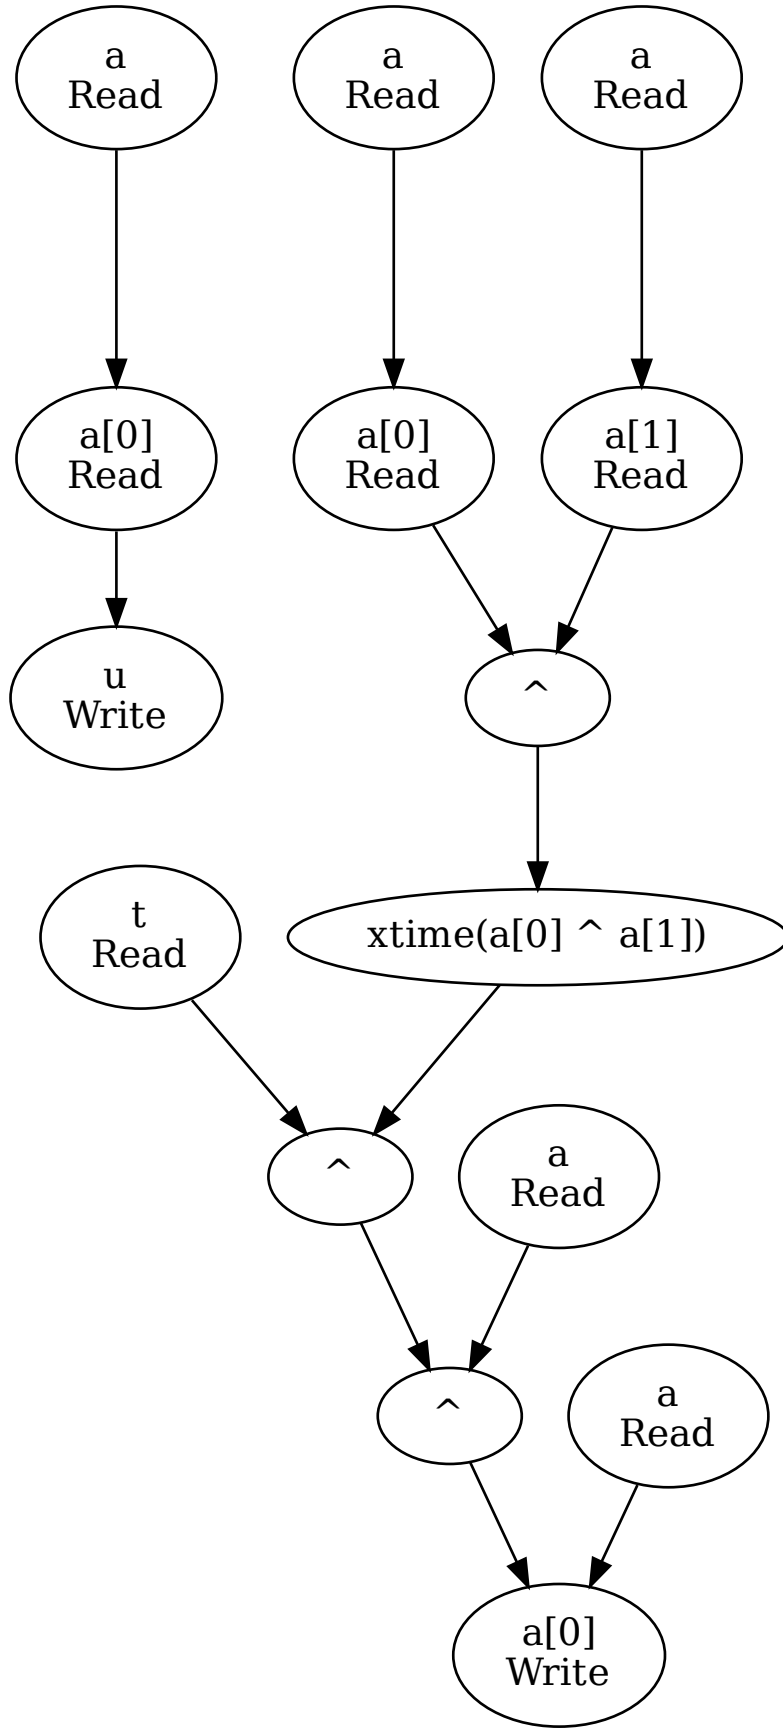 a
Read
a
Read
a
Read
a[0]
Read
a[0]
Read
a[1]
Read
u
Write
^
t
Read
xtime(a[0] ^ a[1])
^
a
Read
^
a
Read
a[0]
Write